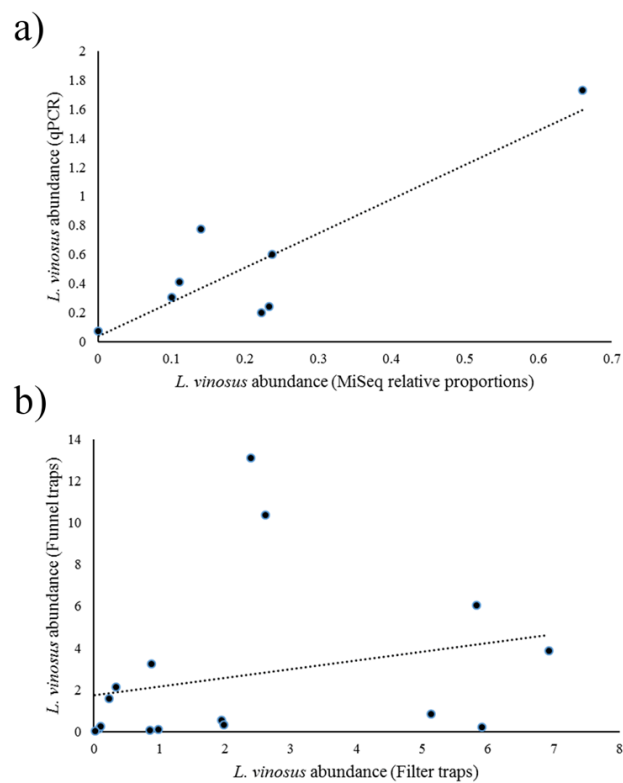 a)
2
1.8
1.6
1.4
1.2
1
0.8
0.6
0.4
0.2
0
L. vinosus abundance (qPCR)
0 0.1 0.2 0.3 0.4 0.5 0.6 0.7
L. vinosus abundance (MiSeq relative proportions)
b)
14
12
10
8
6
4
2
0
L. vinosus abundance (Funnel traps)
0 1 2 3 4 5 6 7 8
L. vinosus abundance (Filter traps)